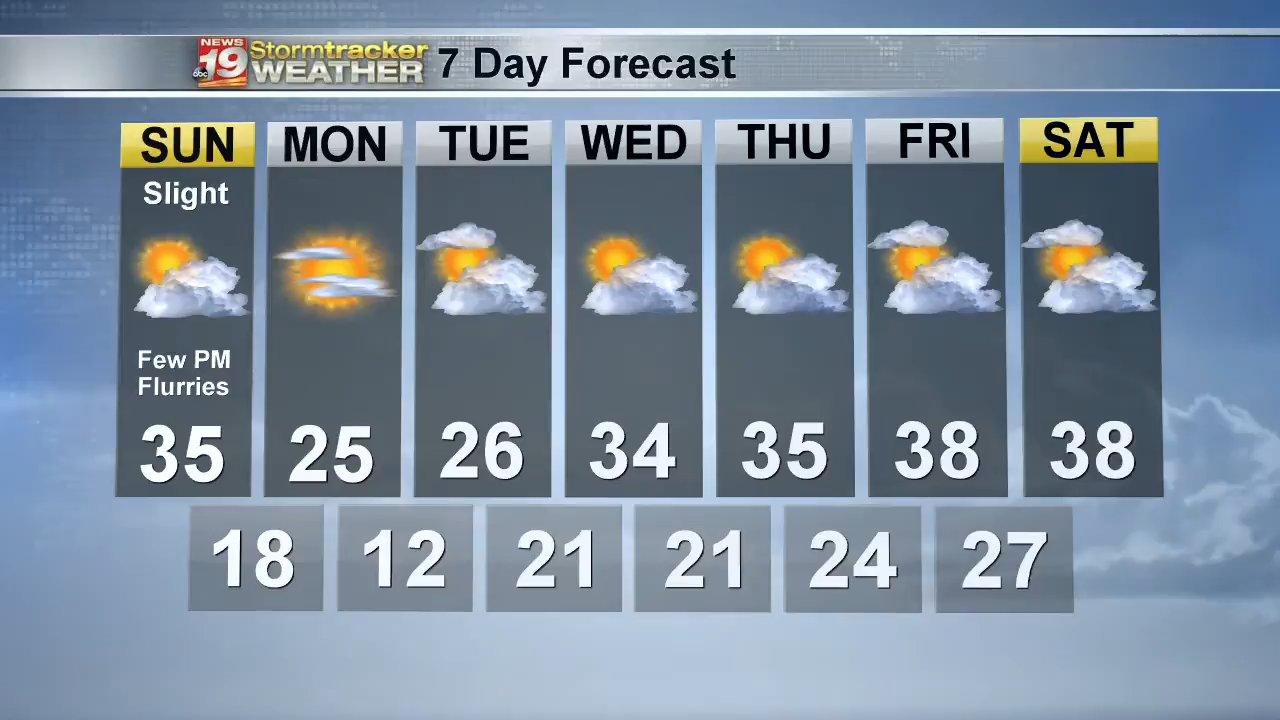 NEWS
abc 19
Stormtracker
WEATHER
7 Day Forecast
SUN MON TUE WED THU FRI SAT
Slight
Few PM
Flurries
35 25 26 34 35 38 38
18 12 21 21 24 27